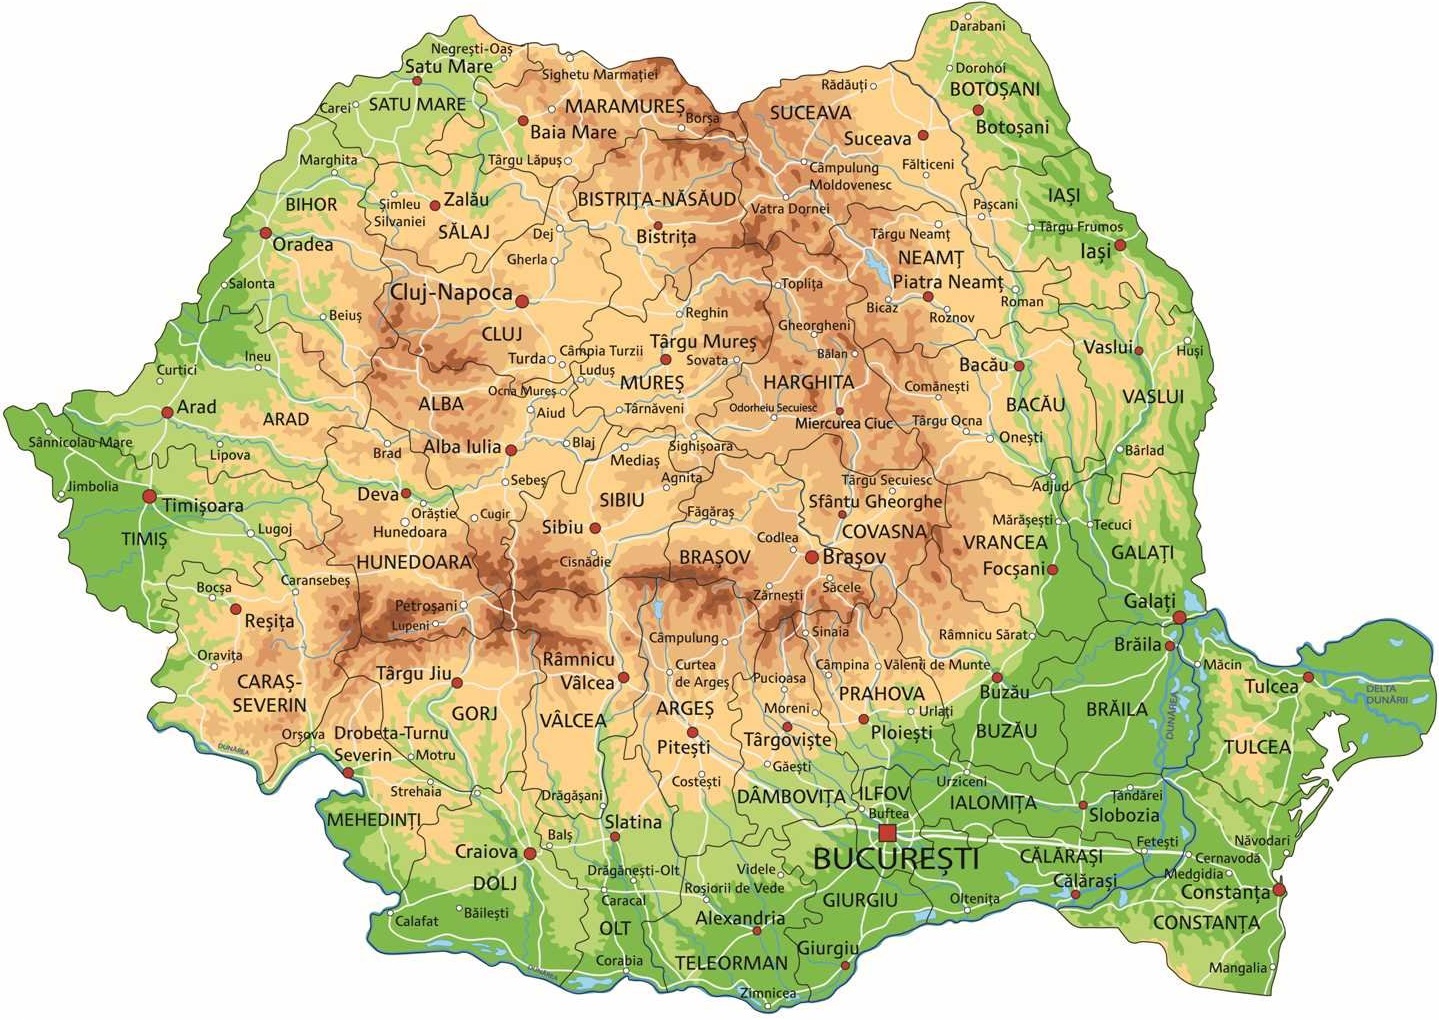 Darabani
Negrești-Oaș
Satu Mare
Sighetu Marmației
Dorohoi
Rădăuți
BOTOȘANI
Carei
SATU MARE
MARAMUREȘ
Borșa
SUCEAVA
Baia Mare
Suceava
Botoșani
Marghita
Târgu Lăpuș
Câmpulung
Moldovenesc
Fălticeni
BIHOR
Șimleu
Silvaniei
Zalău
BISTRIȚA-NĂSĂUD
Vatra Dornei
Pașcani
IAȘI
SĂLAJ
Dej
Bistrița
Târgu Neamț
Târgu Frumos
Oradea
Iași
Gherla
NEAMȚ
Salonta
Cluj-Napoca
Toplița
Piatra Neamț
Roman
Beiuș
Reghin
Bicaz
Roznov
CLUJ
Gheorgheni
Târgu Mureș
Vaslui
Huși
Ineu
Turda
Câmpia Turzii
Sovata
Bălan
Bacău
Curtici
Luduș
MUREȘ
HARGHITA
Comănești
VASLUI
Ocna Mureș
Arad
ARAD
ALBA
Aiud
Târnăveni
Odorheiu Secuiesc
Miercurea Ciuc
BACĂU
Târgu Ocna
Sânnicolau Mare
Lipova
Brad
Alba Iulia
Blaj
Mediaș
Sighișoara
Onești
Bârlad
Jimbolia
Deva
Sebeș
Agnita
Târgu Secuiesc
Adjud
Timișoara
Orăștie
Cugir
SIBIU
Făgăraș
Sfântu Gheorghe
Mărășești
Tecuci
TIMIȘ
Lugoj
Hunedoara
Sibiu
Codlea
COVASNA
VRANCEA
HUNEDOARA
Cisnădie
BRAȘOV
Brașov
Focșani
GALAȚI
Bocșa
Caransebeș
Zărnești
Săcele
Petroșani
Galați
Reșița
Lupeni
Câmpulung
Sinaia
Râmnicu Sărat
Brăila
Oravița
Târgu Jiu
Râmnicu
Vâlcea
Curtea
de Argeș
Pucioasa
Câmpina
Vălenii de Munte
Măcin
Tulcea
CARAȘ-
SEVERIN
Buzău
DELTA
DUNĂRII
GORJ
VÂLCEA
ARGEȘ
Moreni
PRAHOVA
Urlați
BRĂILA
DUNĂREA
Orșova
Drobeta-Turnu
Severin
Motru
Pitești
Târgoviște
Ploiești
BUZĂU
TULCEA
DUNĂREA
Găești
Costești
Strehaia
Drăgășani
DÂMBOVIȚA
ILFOV
Urziceni
IALOMIȚA
Țăndărei
MEHEDINȚI
Slatina
Buftea
Slobozia
Balș
Craiova
BUCUREȘTI
CĂLĂRAȘI
Fetești
Năvodari
Cernavodă
DOLJ
Drăgănești-Olt
Videle
Medgidia
Roșiorii de Vede
Călărași
Constanța
Caracal
GIURGIU
Oltenița
Calafat
Băilești
OLT
Alexandria
CONSTANȚA
Giurgiu
Corabia
TELEORMAN
Mangalia
DUNĂREA
Zimnicea